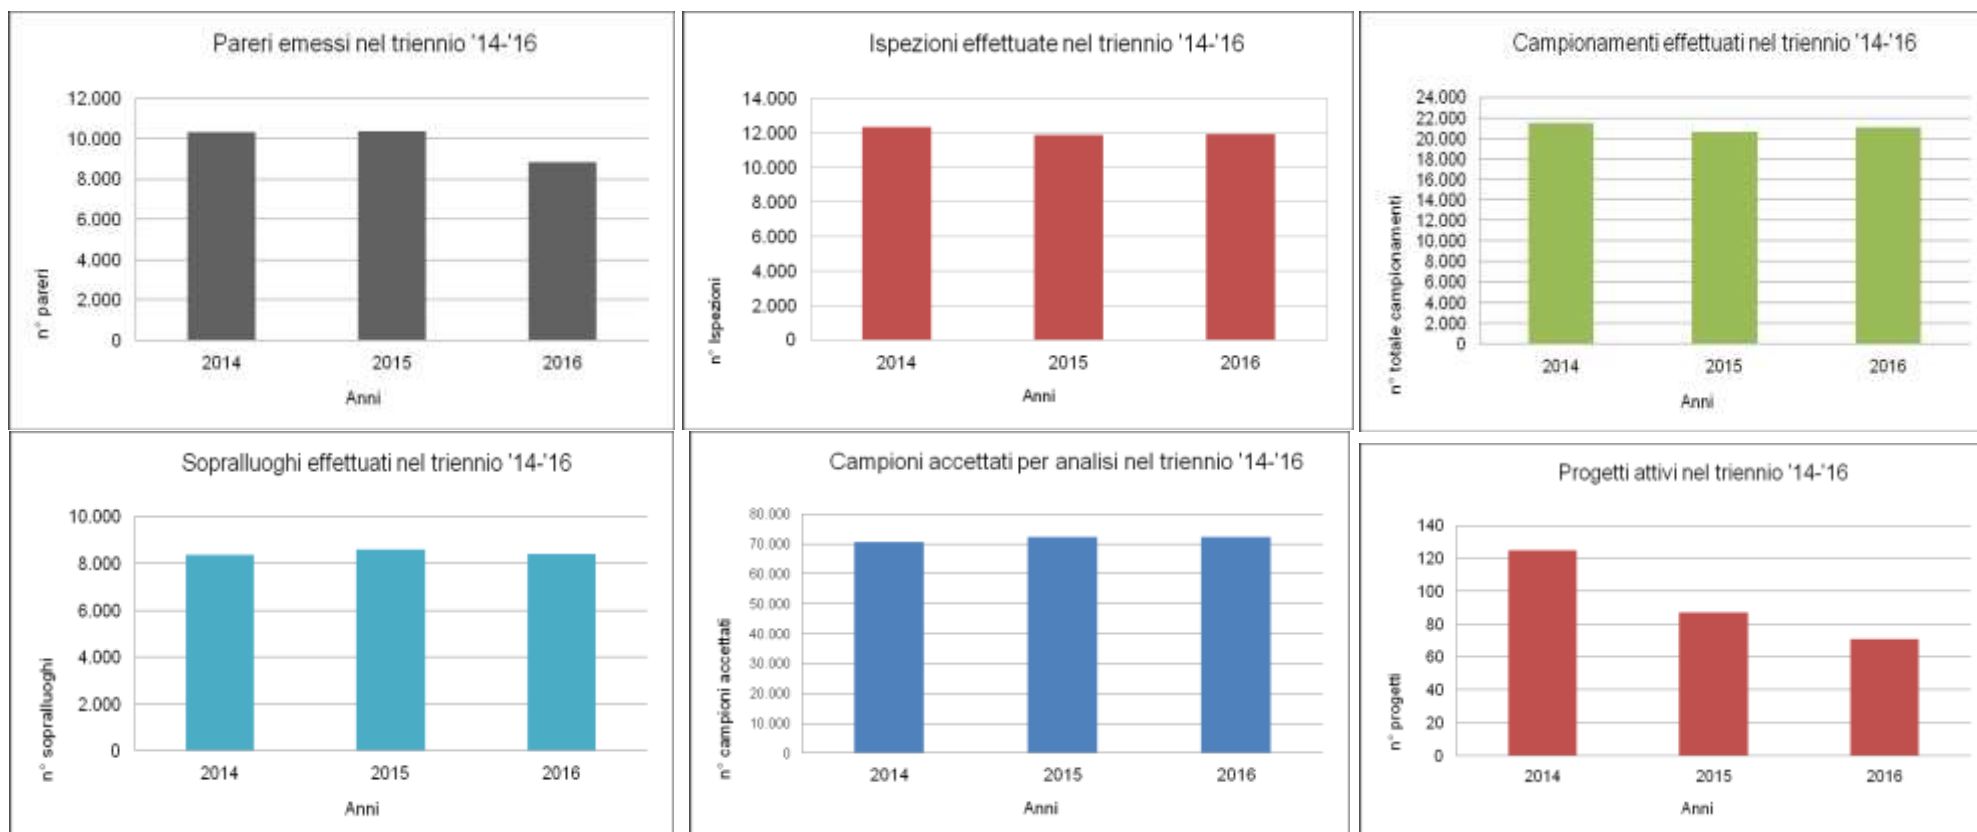 Pareri emessi nel triennio '14-'16
12.000
10.000
8.000
6.000
4.000
2.000
0
n° pareri
2014 2015 2016
Anni
Ispezioni effettuate nel triennio '14-'16
14.000
12.000
10.000
8.000
6.000
4.000
2.000
0
n° Ispezioni
2014 2015 2016
Anni
Campionamenti effettuati nel triennio '14-'16
24.000
22.000
20.000
18.000
16.000
14.000
12.000
10.000
8.000
6.000
4.000
2.000
0
n° totale campionamenti
2014 2015 2016
Anni
Sopralluoghi effettuati nel triennio '14-'16
10.000
8.000
6.000
4.000
2.000
0
n° sopralluoghi
2014 2015 2016
Anni
Campioni accettati per analisi nel triennio '14-'16
80.000
70.000
60.000
50.000
40.000
30.000
20.000
10.000
0
n° campioni accettati
2014 2015 2016
Anni
Progetti attivi nel triennio '14-'16
140
120
100
80
60
40
20
0
n° progetti
2014 2015 2016
Anni